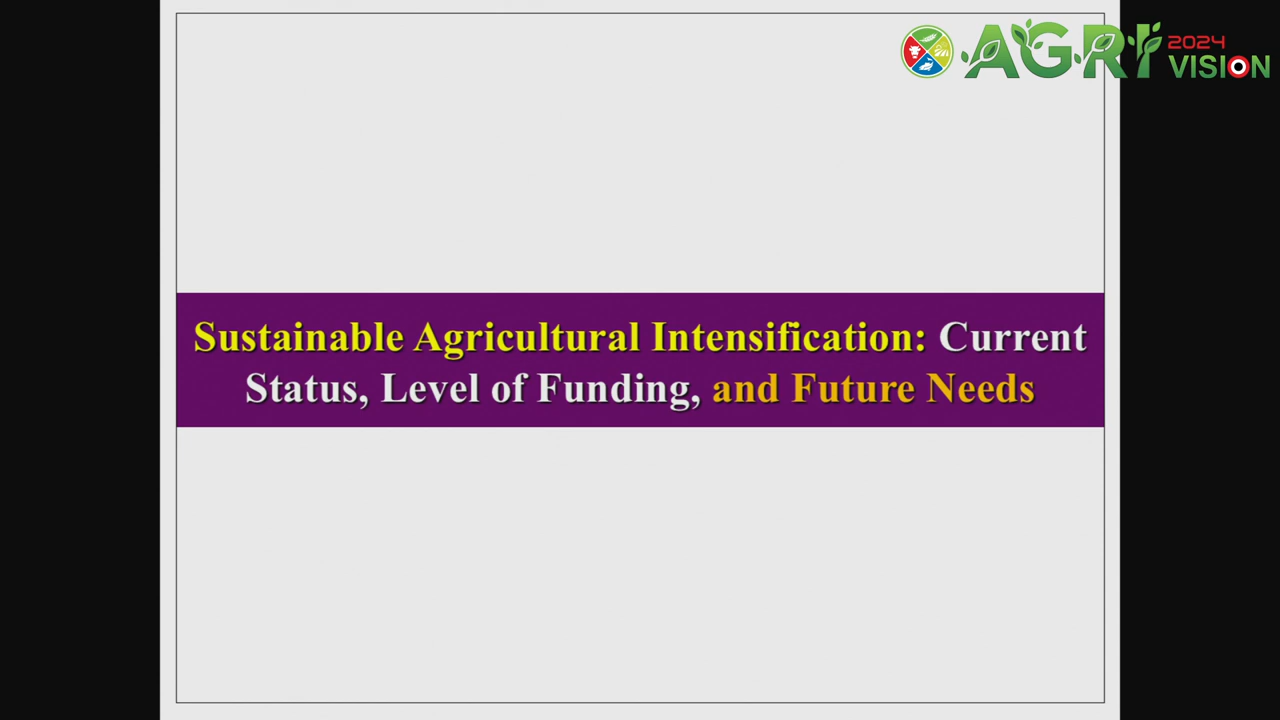 AGRI 2024
VISION
Sustainable Agricultural Intensification: Current
Status, Level of Funding, and Future Needs